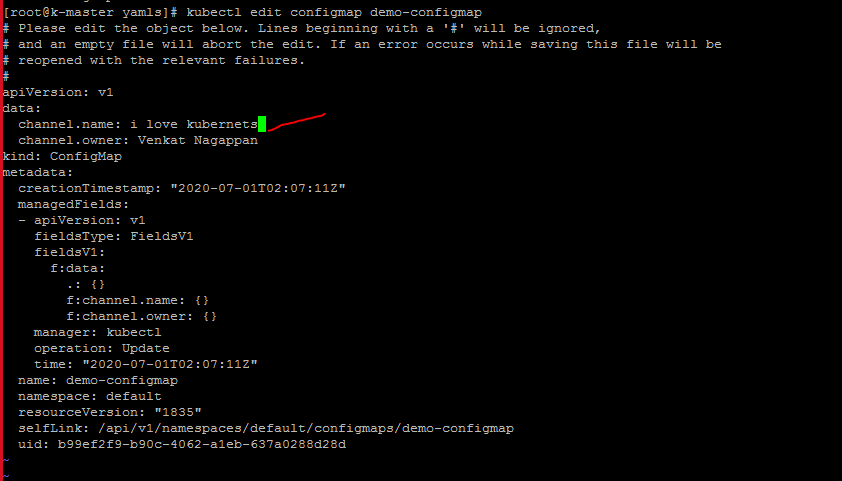 [root@k-master yamls]# kubectl edit configmap demo-configmap
# Please edit the object below. Lines beginning with a '#' will be ignored,
# and an empty file will abort the edit. If an error occurs while saving this file will be
# reopened with the relevant failures.
#
apiVersion: v1
data:
  channel.name: i love kubernets
  channel.owner: Venkat Nagappan
kind: ConfigMap
metadata:
  creationTimestamp: "2020-07-01T02:07:11Z"
  managedFields:
  - apiVersion: v1
    fieldsType: FieldsV1
    fieldsV1:
      f:data:
        .: {}
        f:channel.name: {}
        f:channel.owner: {}
    manager: kubectl
    operation: Update
    time: "2020-07-01T02:07:11Z"
  name: demo-configmap
  namespace: default
  resourceVersion: "1835"
  selfLink: /api/v1/namespaces/default/configmaps/demo-configmap
  uid: b99ef2f9-b90c-4062-a1eb-637a0288d28d
~
~